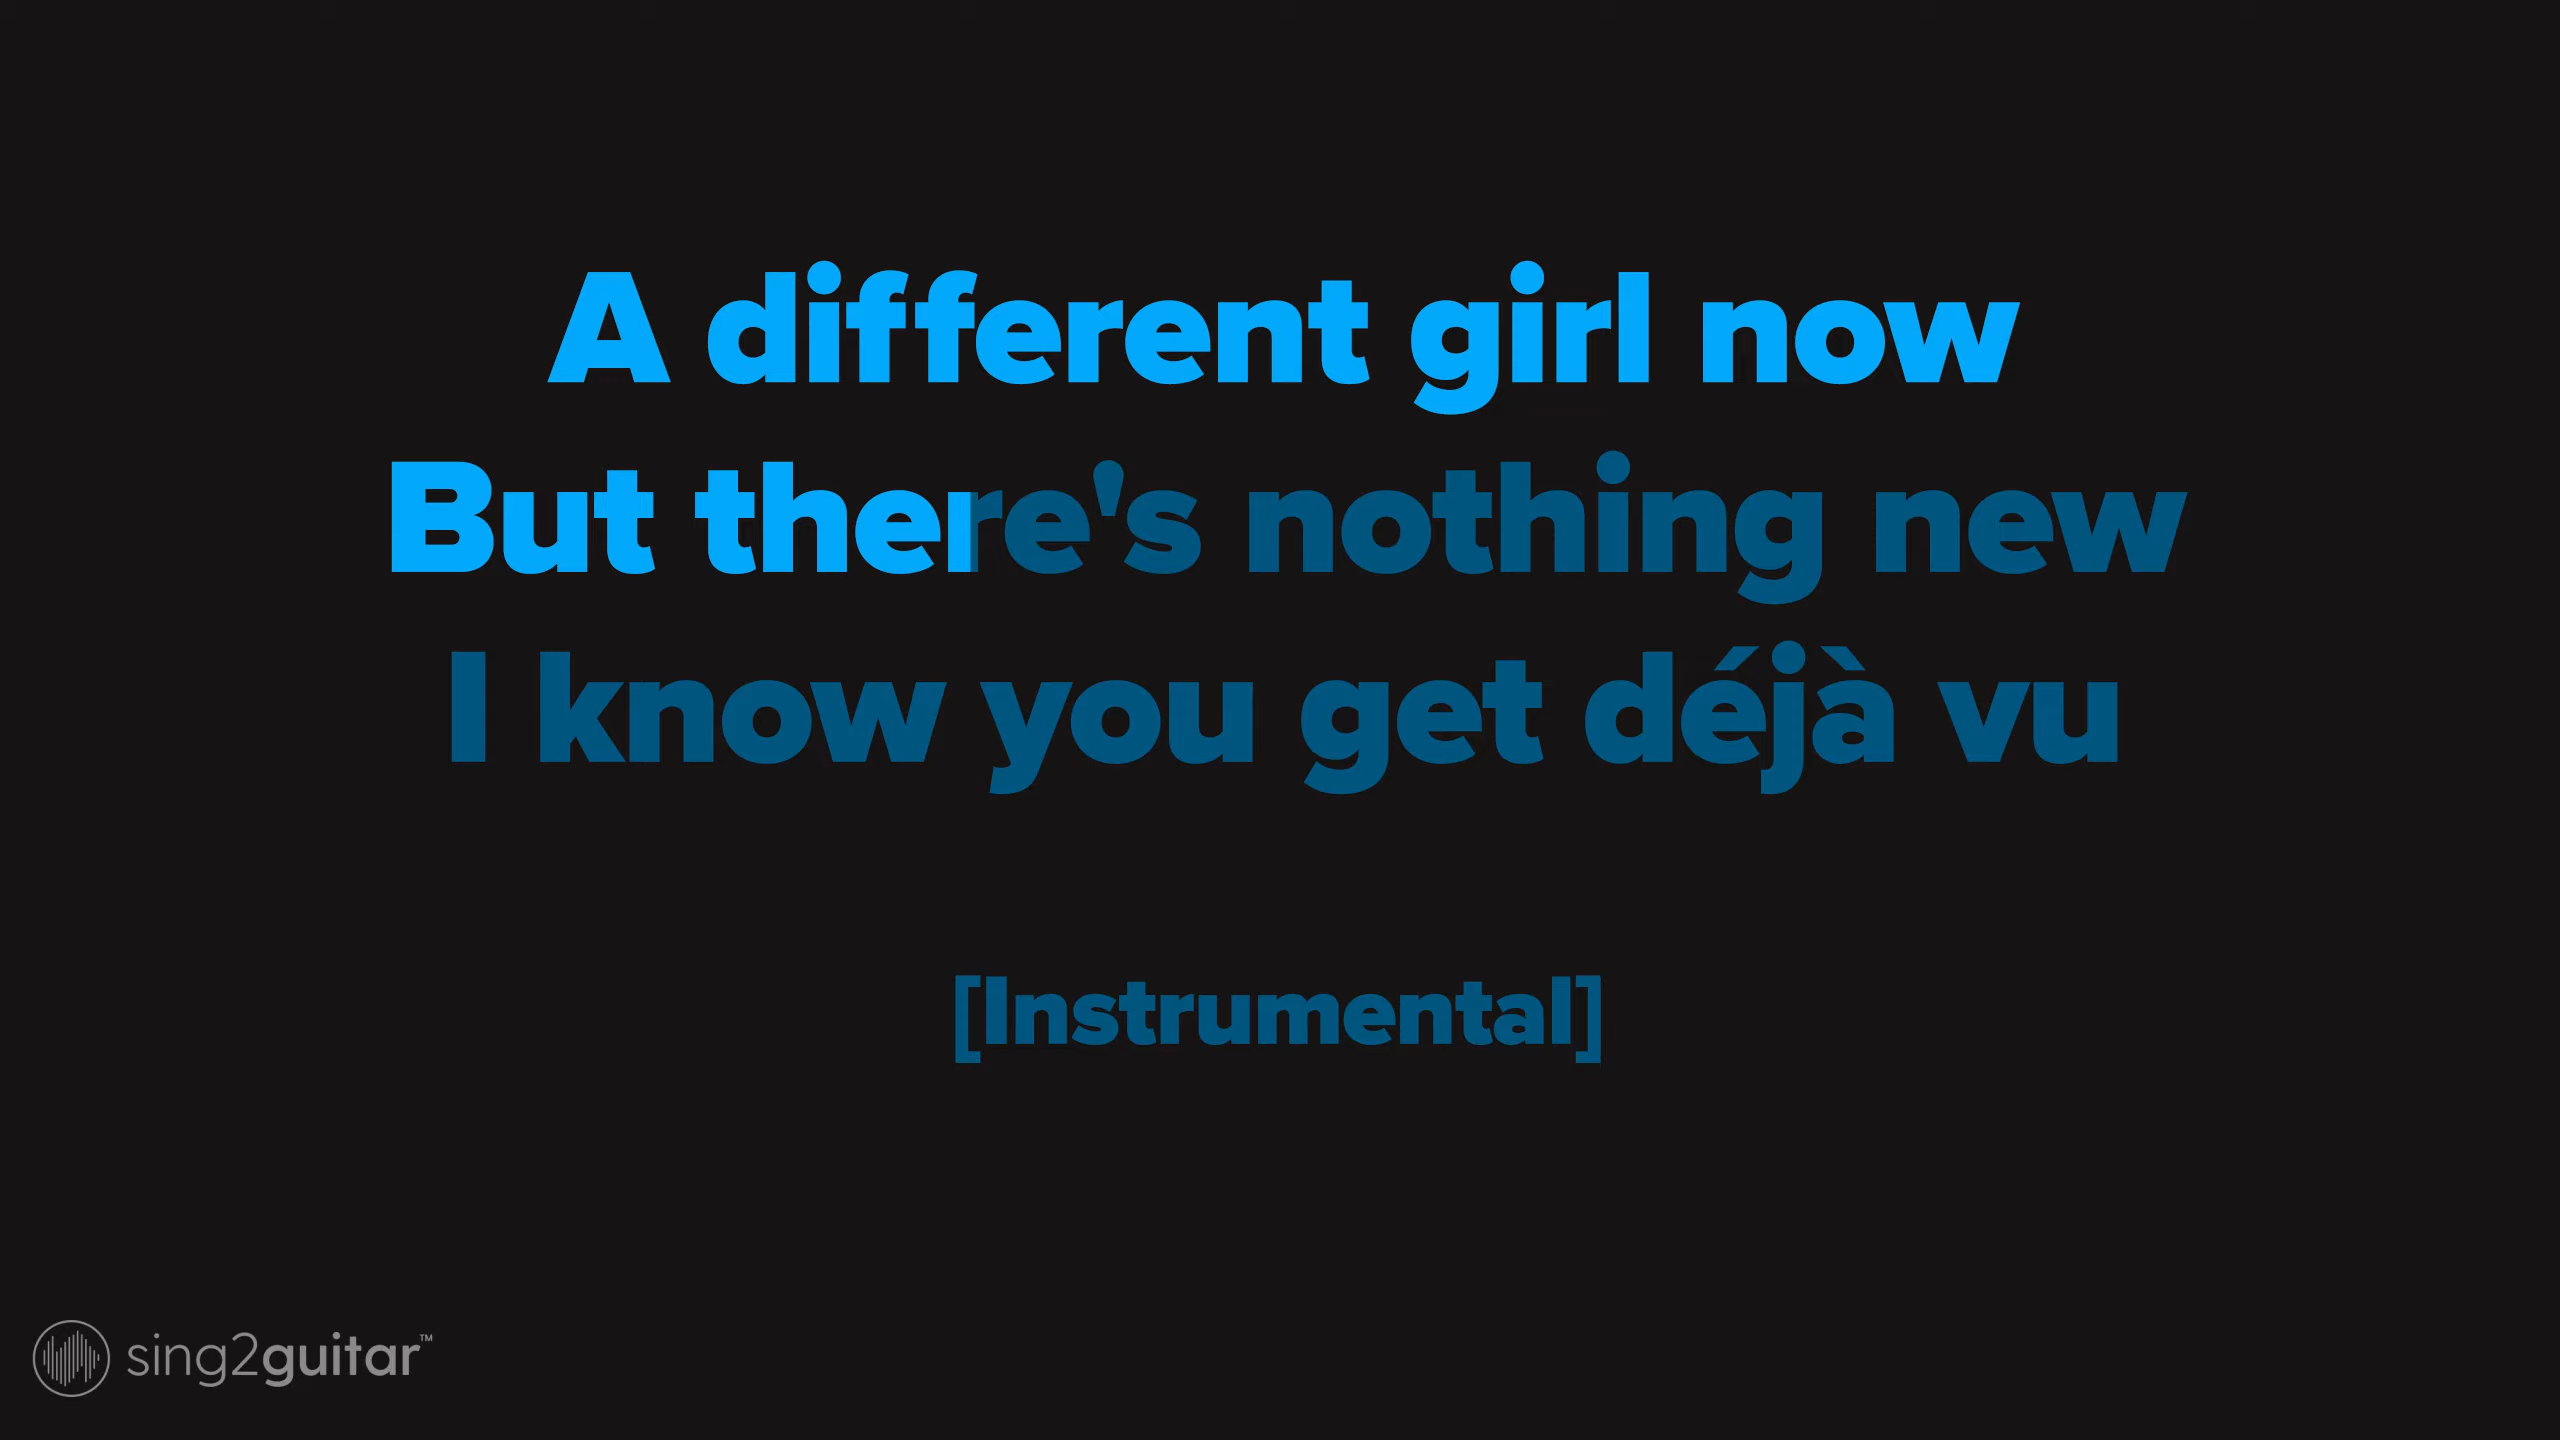 A different girl now
But there's nothing new
I know you get déjà vu
[Instrumental]
sing2guitar™